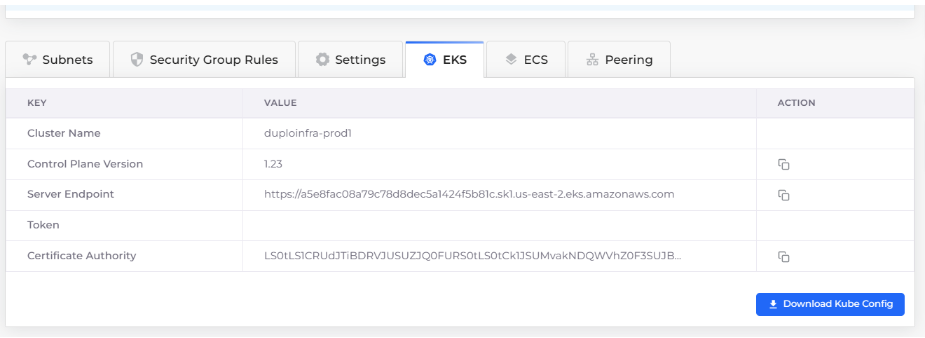 Subnets Security Group Rules Settings EKS ECS Peering
KEY VALUE ACTION
Cluster Name duploinfra-prod1
Control Plane Version 1.23
Server Endpoint https://a5e8fac08a79c78d8dec5a1424f5b81c.sk1.us-east-2.eks.amazonaws.com
Token
Certificate Authority LS0tLS1CRUdJTiBDRVJUSUZJQ0FURS0tLS0tCk1JSUMvakNDQWVhZ0F3SUJB...
Download Kube Config